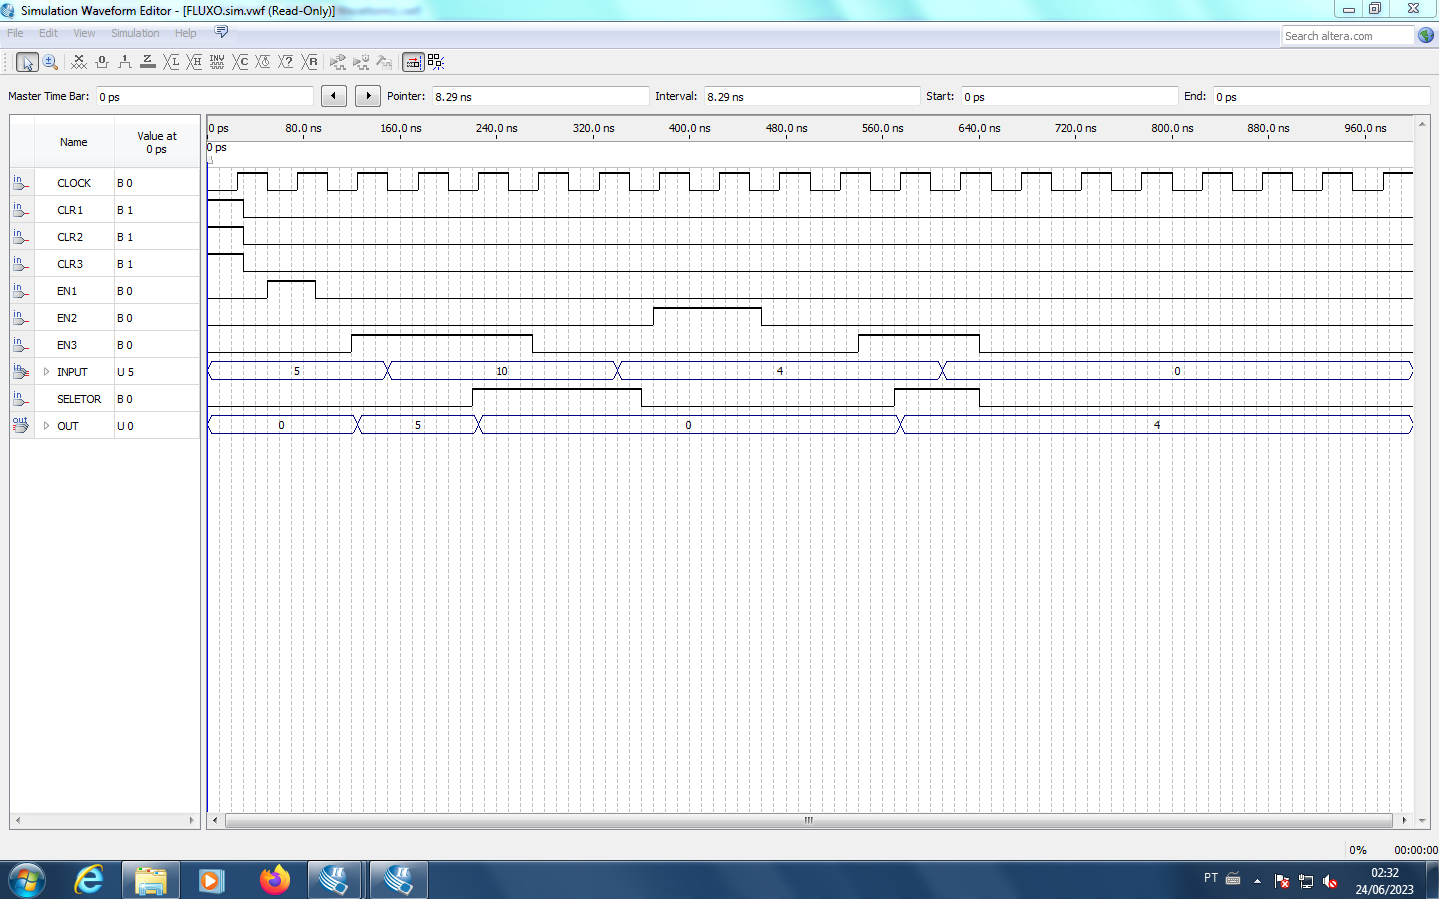 Simulation Waveform Editor - [FLUXO.sim.vwf (Read-Only)]
File Edit View Simulation Help
Search altera.com
Master Time Bar: 0 ps Pointer: 8.29 ns Interval: 8.29 ns Start: 0 ps End: 0 ps
Name Value at 0 ps
0 ps 80.0 ns 160.0 ns 240.0 ns 320.0 ns 400.0 ns 480.0 ns 560.0 ns 640.0 ns 720.0 ns 800.0 ns 880.0 ns 960.0 ns
0 ps
in CLOCK B 0
in CLR1 B 1
in CLR2 B 1
in CLR3 B 1
in EN1 B 0
in EN2 B 0
in EN3 B 0
in INPUT U 5 5 10 4 0
in SELETOR B 0
out OUT U 0 0 5 0 4
0% 00:00:00
PT 02:32
24/06/2023